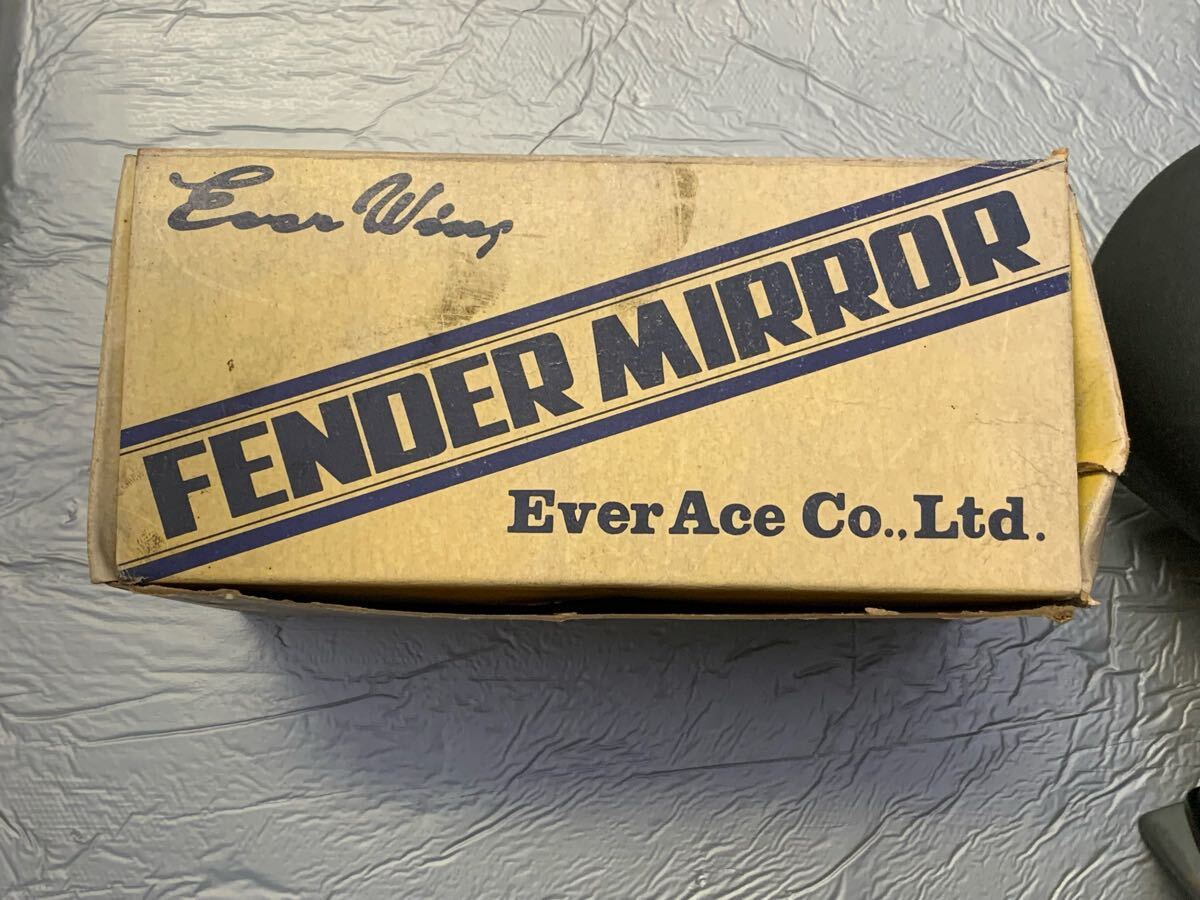 Ever Wing
FENDER MIRROR
Ever Ace Co., Ltd.